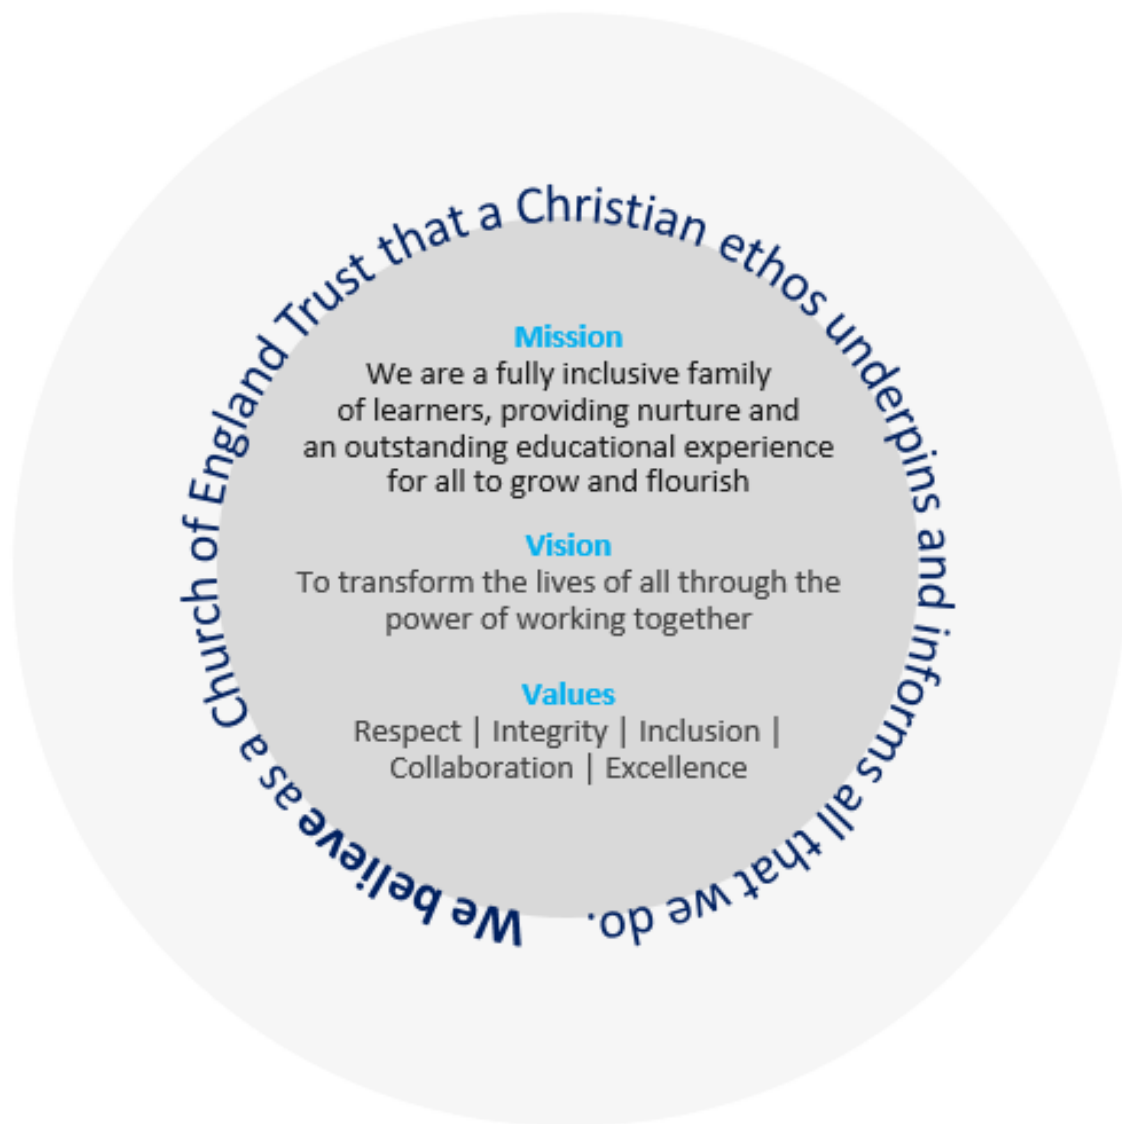 We believe as a Church of England Trust that a Christian ethos underpins and informs all that we do.
Mission
We are a fully inclusive family
of learners, providing nurture and
an outstanding educational experience
for all to grow and flourish
Vision
To transform the lives of all through the
power of working together
Values
Respect | Integrity | Inclusion |
Collaboration | Excellence